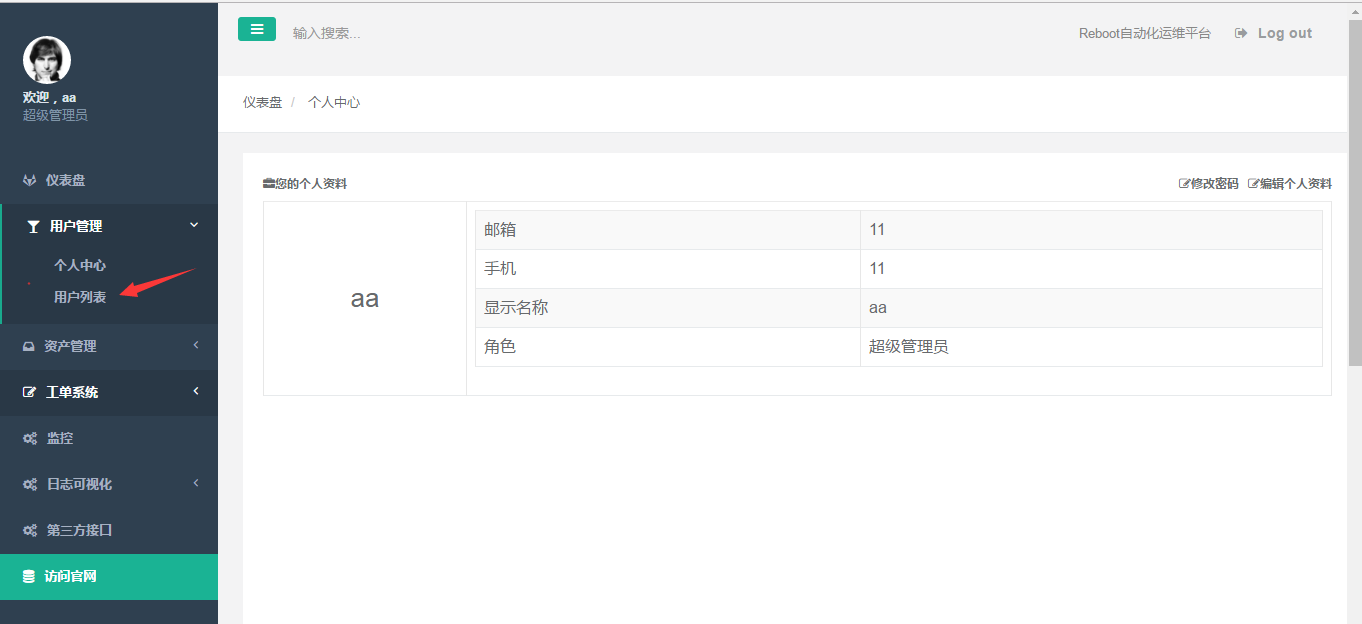 欢迎，aa
超级管理员
仪表盘
用户管理
个人中心
用户列表
资产管理
工单系统
监控
日志可视化
第三方接口
访问官网
输入搜索...
Reboot自动化运维平台 Log out
仪表盘 / 个人中心
您的个人资料 修改密码 编辑个人资料
aa
邮箱 11
手机 11
显示名称 aa
角色 超级管理员